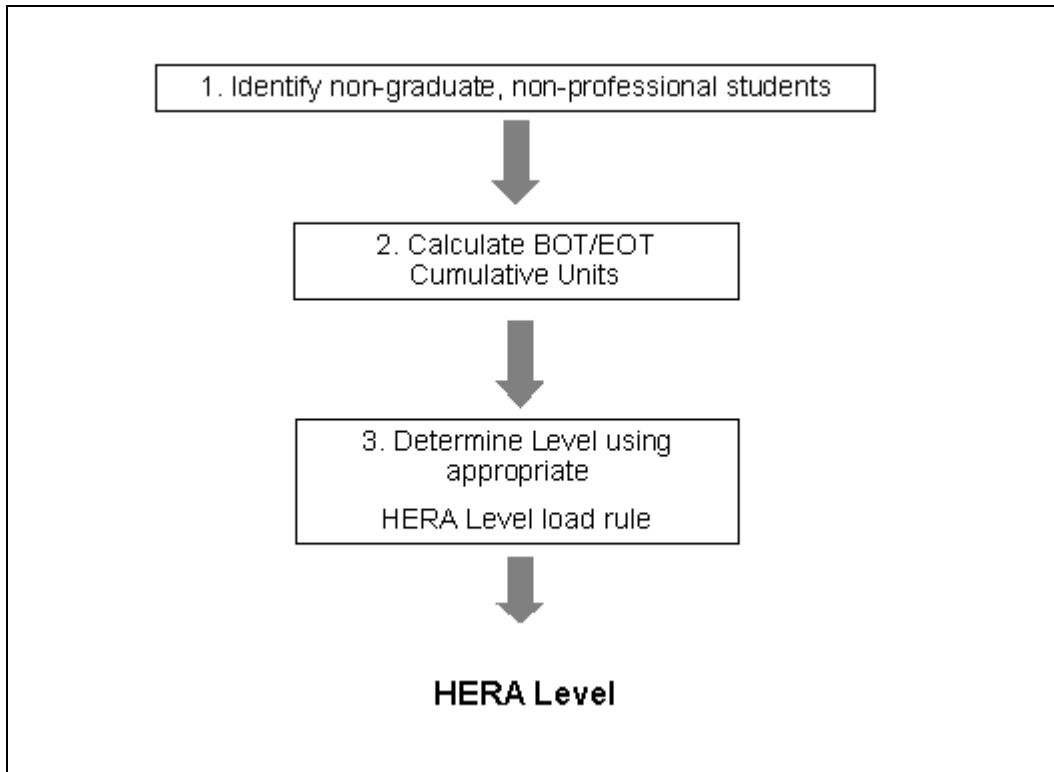 1. Identify non-graduate, non-professional students
2. Calculate BOT/EOT
Cumulative Units
3. Determine Level using
appropriate
HERA Level load rule
HERA Level